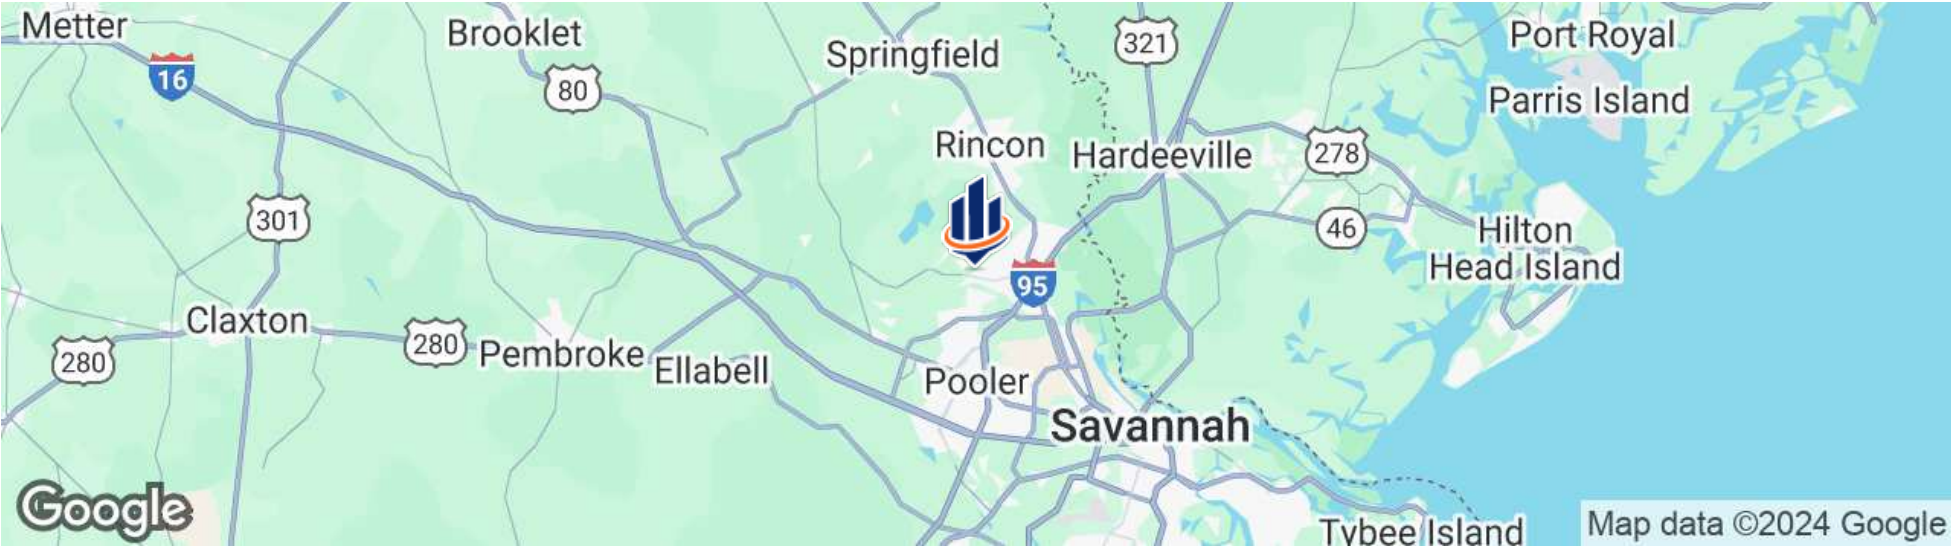 Metter
Brooklet
Springfield
321
Port Royal
16
80
Parris Island
Rincon
Hardeeville
278
301
46
Hilton
Head Island
95
Claxton
280
280
Pembroke
Ellabell
Pooler
Savannah
Google
Tybee Island
Map data ©2024 Google